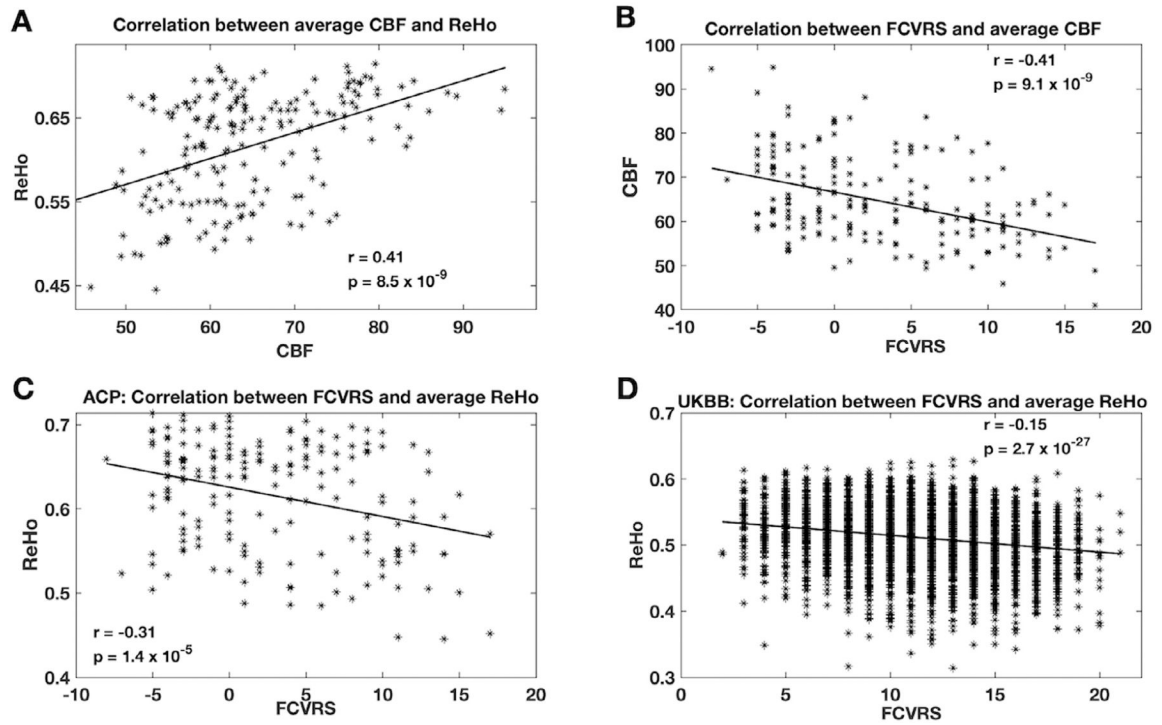 A
Correlation between average CBF and ReHo
ReHo
0.65
0.55
0.45
r = 0.41
p = 8.5 x 10-9
50
60
70
80
90
CBF
B
Correlation between FCVRS and average CBF
r = -0.41
p = 9.1 x 10-9
CBF
100
90
80
70
60
50
40
-10
-5
0
5
10
15
20
FCVRS
C
ACP: Correlation between FCVRS and average ReHo
ReHo
0.7
0.6
0.5
0.4
r = -0.31
p = 1.4 x 10-5
-10
-5
0
5
10
15
20
FCVRS
D
UKBB: Correlation between FCVRS and average ReHo
r = -0.15
p = 2.7 x 10-27
ReHo
0.7
0.6
0.5
0.4
0.3
0
5
10
15
20
FCVRS